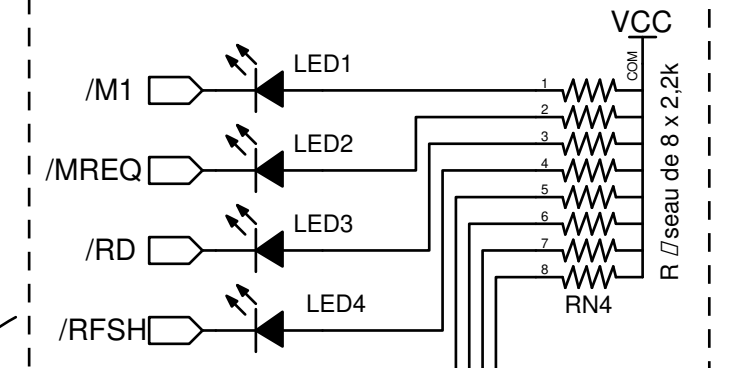 VCC
COM
/M1
LED1
1
2
/MREQ
LED2
3
4
5
/RD
LED3
6
7
8
/RFSH
LED4
RN4
R seau de 8 x 2,2k